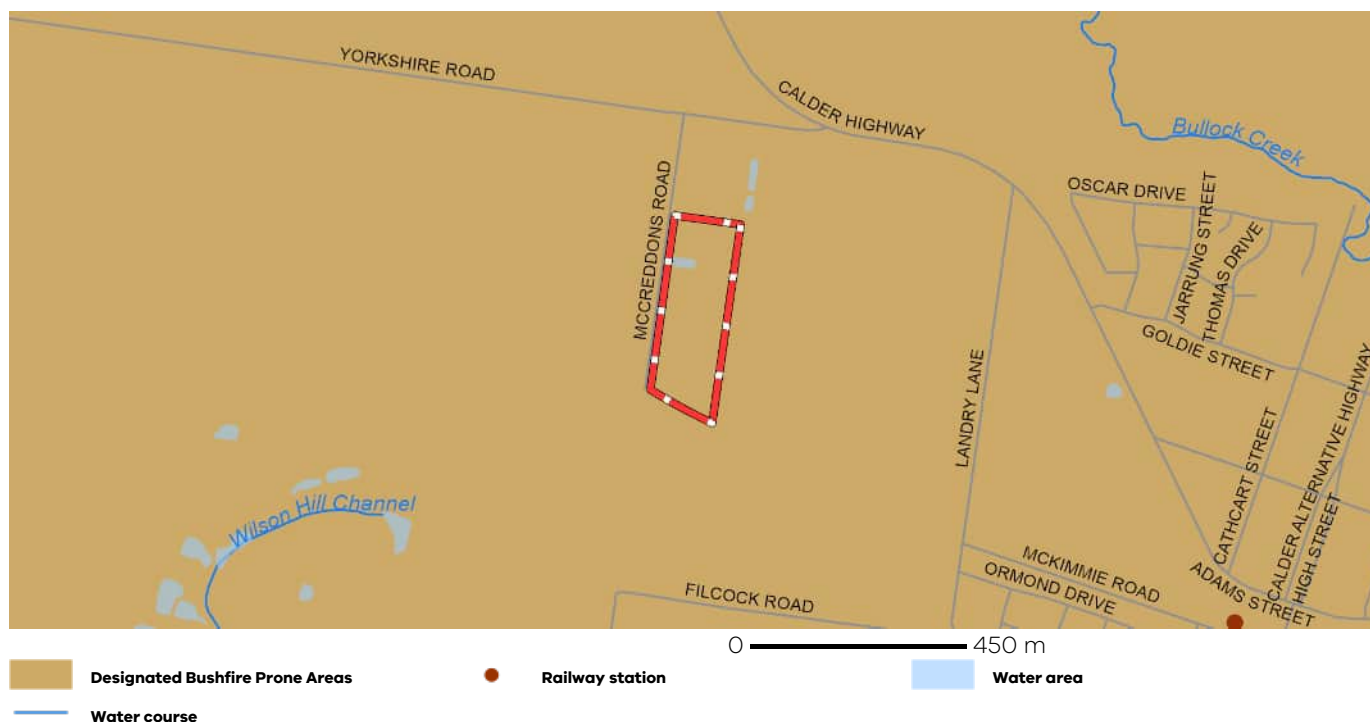 YORKSHIRE ROAD
CALDER HIGHWAY
Bullock Creek
MCCREDDONS ROAD
OSCAR DRIVE
JARRUNG STREET
THOMAS DRIVE
GOLDIE STREET
LANDRY LANE
CATHCART STREET
CALDER ALTERNATIVE HIGHWAY
HIGH STREET
Wilson Hill Channel
MCKIMMIE ROAD
ADAMS STREET
ORMOND DRIVE
FILCOCK ROAD
0 450 m
Designated Bushfire Prone Areas
Railway station
Water area
Water course